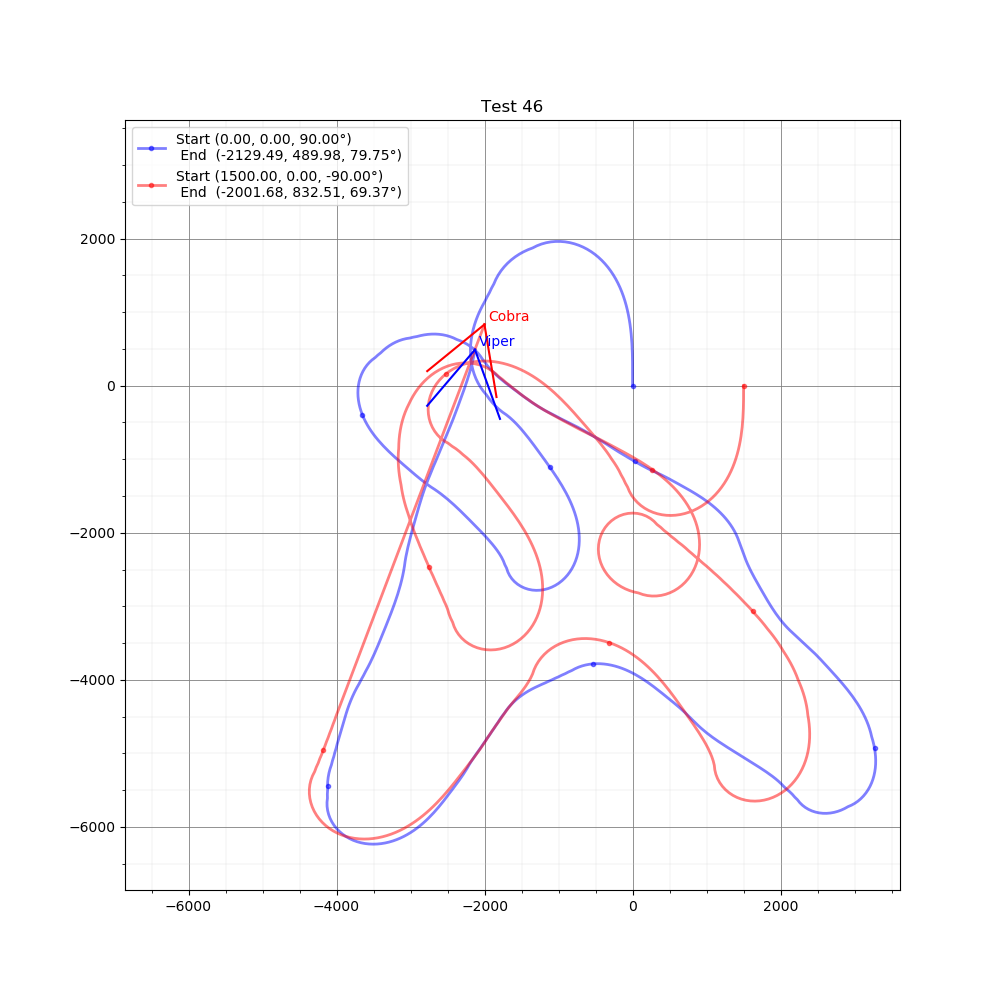 Test 46
Start (0.00, 0.00, 90.00°)
End (-2129.49, 489.98, 79.75°)
Start (1500.00, 0.00, -90.00°)
End (-2001.68, 832.51, 69.37°)
2000
0
−2000
−4000
−6000
Cobra
Viper
−6000 −4000 −2000 0 2000